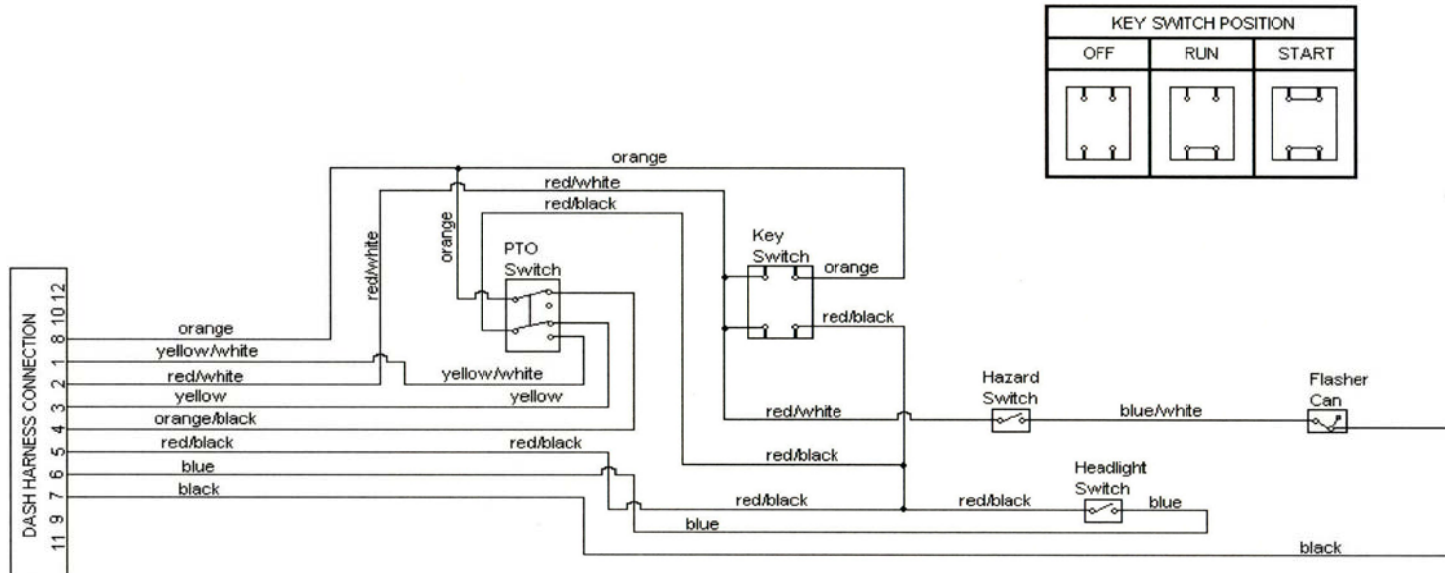 KEY SWITCH POSITION
OFF RUN START
orange
red/white
red/black
red/white
orange
PTO
Switch
Key
Switch
orange
red/black
DASH HARNESS CONNECTION
12
10
8
1
2
3
4
5
6
7
9
11
orange
yellow/white
red/white
yellow/white
yellow
yellow
orange/black
red/black
red/black
blue
black
red/white
Hazard
Switch
blue/white
Flasher
Can
red/black
Headlight
Switch
red/black
red/black
blue
blue
black